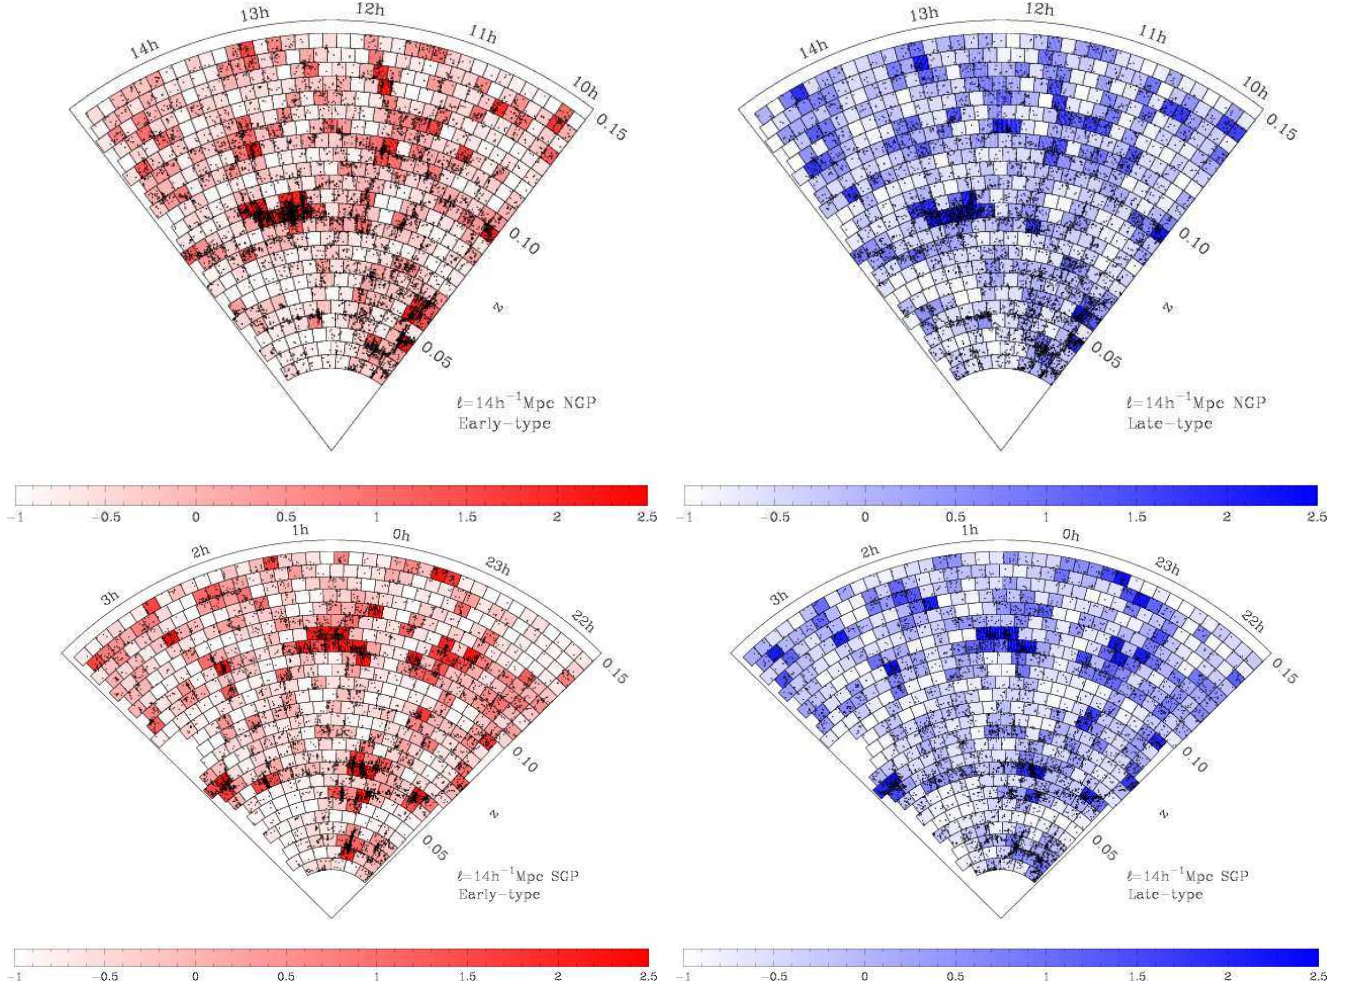 14h 13h 12h 11h 10h
0.15
0.10
z
0.05
ℓ=14h⁻¹Mpc NGP
Early-type
-1 -0.5 0 0.5 1 1.5 2 2.5
14h 13h 12h 11h 10h
0.15
0.10
z
0.05
ℓ=14h⁻¹Mpc NGP
Late-type
-1 -0.5 0 0.5 1 1.5 2 2.5
3h 2h 1h 0h 23h 22h
0.15
0.10
z
0.05
ℓ=14h⁻¹Mpc SGP
Early-type
-1 -0.5 0 0.5 1 1.5 2 2.5
3h 2h 1h 0h 23h 22h
0.15
0.10
z
0.05
ℓ=14h⁻¹Mpc SGP
Late-type
-1 -0.5 0 0.5 1 1.5 2 2.5